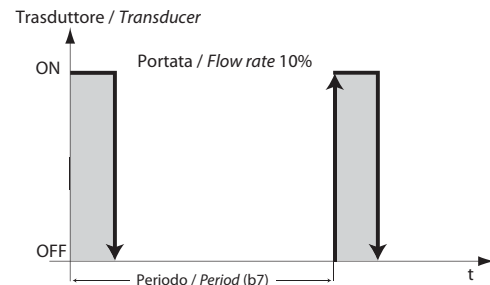 Trasduttore / Transducer
ON
Portata / Flow rate 10%
OFF
t
Periodo / Period (b7)